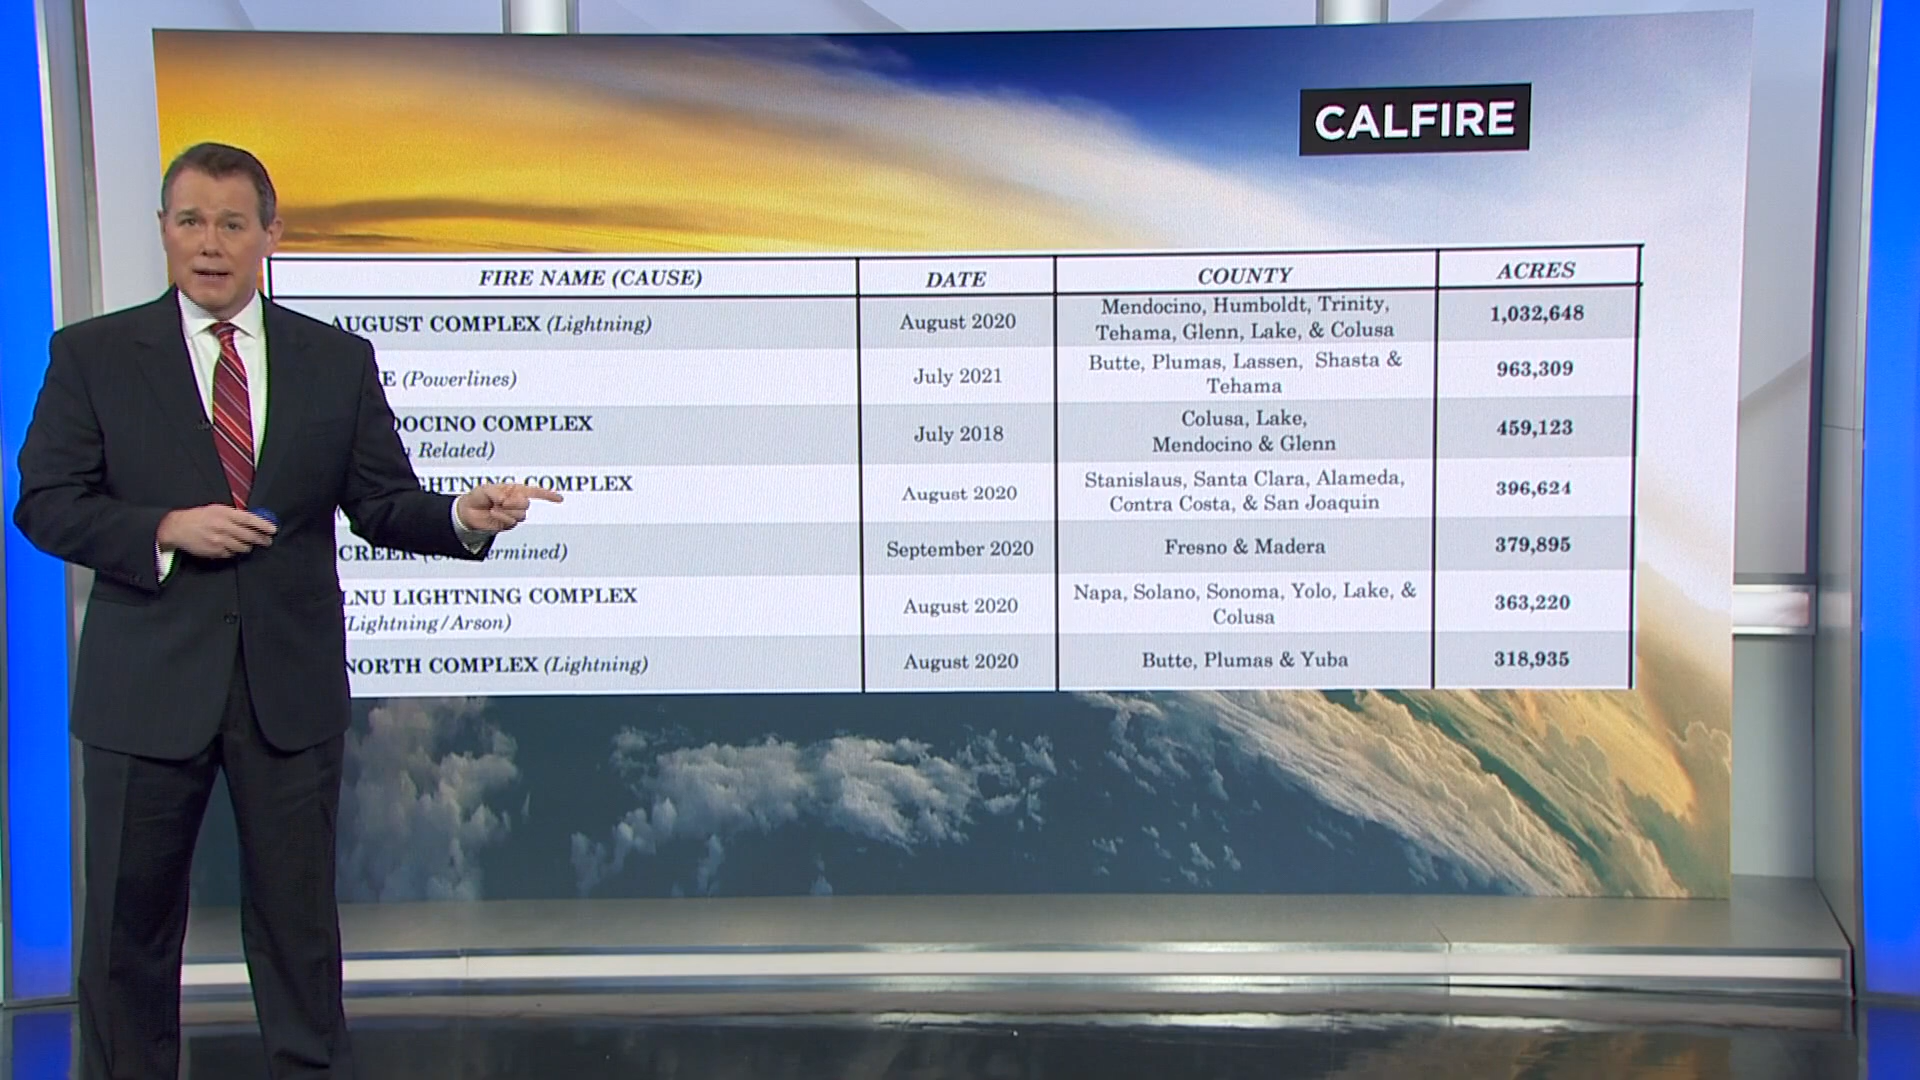 CALFIRE
FIRE NAME (CAUSE) DATE COUNTY ACRES
AUGUST COMPLEX (Lightning) August 2020 Mendocino, Humboldt, Trinity, 1,032,648
Tehama, Glenn, Lake, & Colusa
E (Powerlines) July 2021 Butte, Plumas, Lassen, Shasta & 963,309
Tehama
DOCINO COMPLEX July 2018 Colusa, Lake, 459,123
Related) Mendocino & Glenn
GHTNING COMPLEX August 2020 Stanislaus, Santa Clara, Alameda, 396,624
Contra Costa, & San Joaquin
CREEK ermined) September 2020 Fresno & Madera 379,895
LNU LIGHTNING COMPLEX August 2020 Napa, Solano, Sonoma, Yolo, Lake, & 363,220
(Lightning/Arson) Colusa
NORTH COMPLEX (Lightning) August 2020 Butte, Plumas & Yuba 318,935